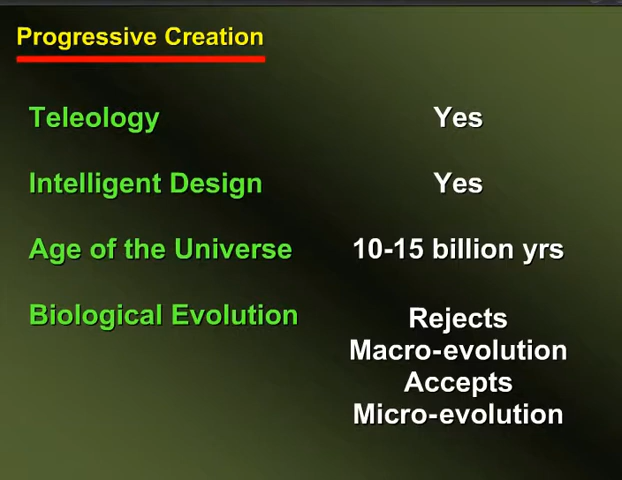 Progressive Creation
Teleology Yes
Intelligent Design Yes
Age of the Universe 10-15 billion yrs
Biological Evolution Rejects
Macro-evolution
Accepts
Micro-evolution